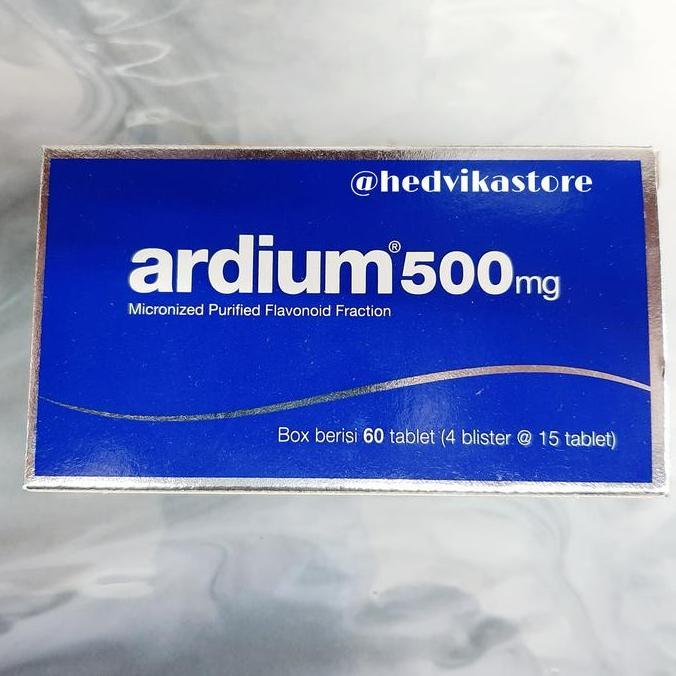 @hedvikastore
ardium® 500mg
Micronized Purified Flavonoid Fraction
Box berisi 60 tablet (4 blister @ 15 tablet)